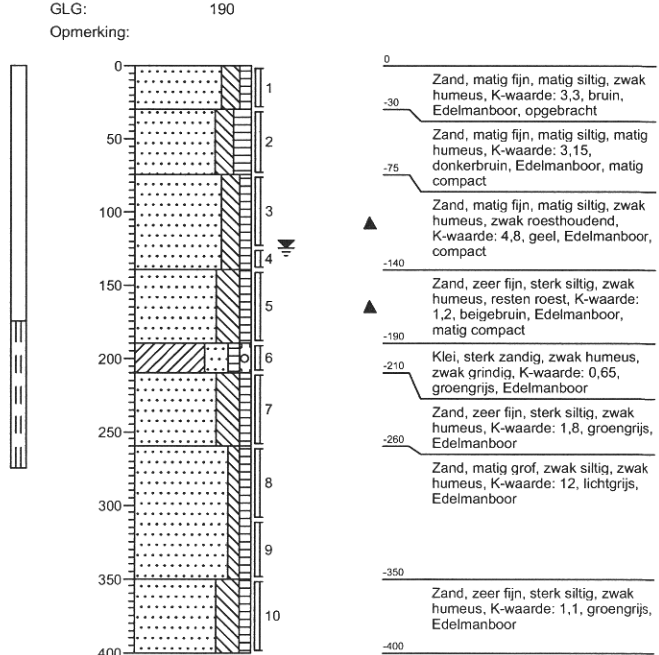 GLG: 190
Opmerking:
0
50
100
150
200
250
300
350
400
1
2
3
4
5
6
7
8
9
10
0
Zand, matig fijn, matig siltig, zwak
humeus, K-waarde: 3,3, bruin,
Edelmanboor, opgebracht
-30
Zand, matig fijn, matig siltig, matig
humeus, K-waarde: 3,15,
donkerbruin, Edelmanboor, matig
compact
-75
Zand, matig fijn, matig siltig, zwak
humeus, zwak roesthoudend,
K-waarde: 4,8, geel, Edelmanboor,
compact
-140
Zand, zeer fijn, sterk siltig, zwak
humeus, resten roest, K-waarde:
1,2, beigebruin, Edelmanboor,
matig compact
-190
Klei, sterk zandig, zwak humeus,
zwak grindig, K-waarde: 0,65,
groengrijs, Edelmanboor
-210
Zand, zeer fijn, sterk siltig, zwak
humeus, K-waarde: 1,8, groengrijs,
Edelmanboor
-260
Zand, matig grof, zwak siltig, zwak
humeus, K-waarde: 12, lichtgrijs,
Edelmanboor
-350
Zand, zeer fijn, sterk siltig, zwak
humeus, K-waarde: 1,1, groengrijs,
Edelmanboor
-400